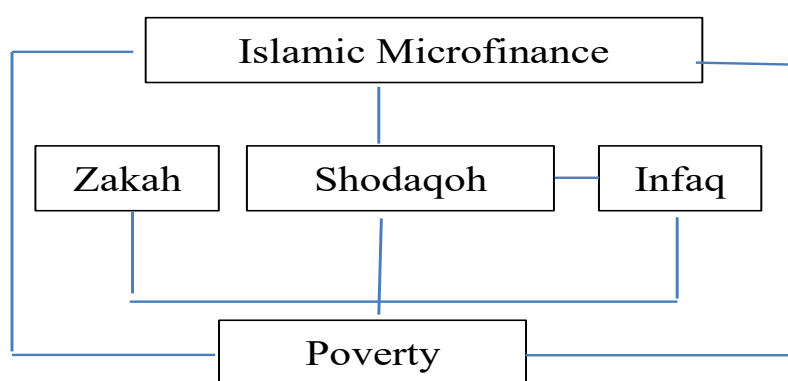 Islamic Microfinance
Zakah
Shodaqoh
Infaq
Poverty